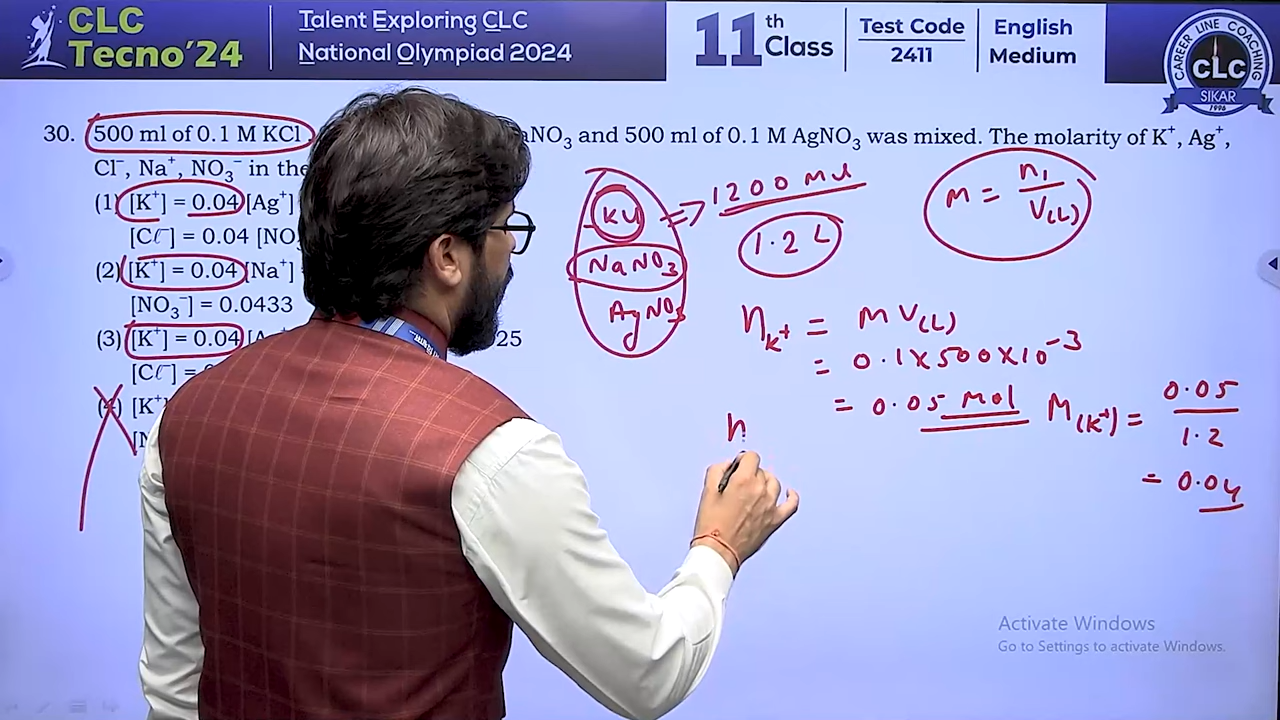 CLC
Tecno'24
Talent Exploring CLC
National Olympiad 2024
11th Class
Test Code
2411
English
Medium
CAREER LINE COACHING
CLC
SIKAR
1996
30. 500 ml of 0.1 M KCl
and 500 ml of 0.1 M AgNO₃ was mixed. The molarity of K⁺, Ag⁺,
Cl⁻, Na⁺, NO₃⁻ in the
(1) [K⁺] = 0.04 [Ag⁺]
[Cℓ⁻] = 0.04
(2) [K⁺] = 0.04 [Na⁺]
[NO₃⁻] = 0.0433
(3) [K⁺] = 0.04
25
[Cℓ⁻] =
(4) [K⁺
KCl => 1200 ml
1.2 L
NaNO₃
AgNO₃
M = n₁/V(L)
nK⁺ = M V(L)
= 0.1×500×10⁻³
= 0.05 mol
M(K⁺) = 0.05/1.2
= 0.04
n
Activate Windows
Go to Settings to activate Windows.